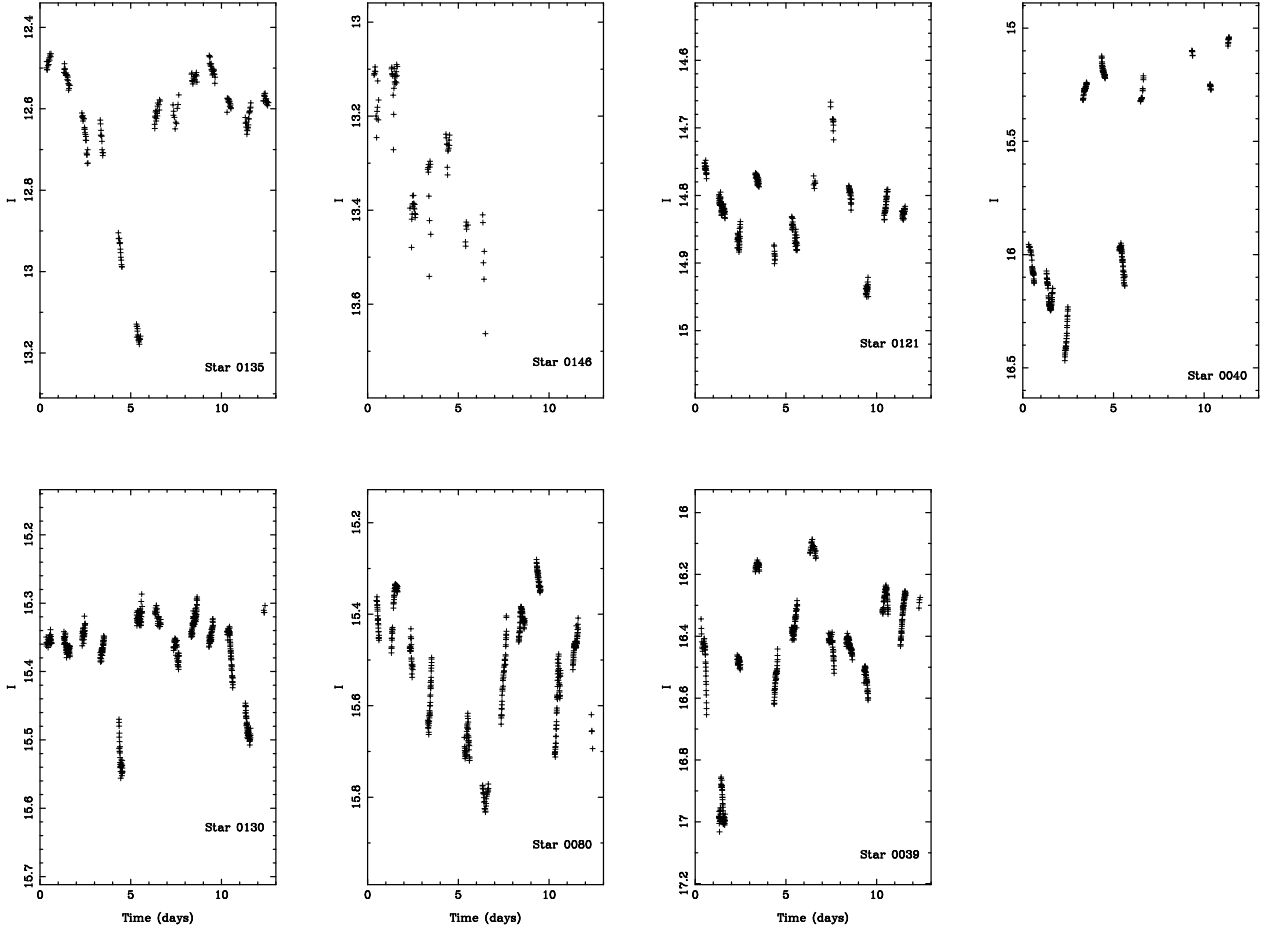 12.4
12.6
12.8
13
13.2
I
Star 0135
0 5 10
13
13.2
13.4
13.6
I
Star 0146
0 5 10
14.6
14.7
14.8
14.9
15
I
Star 0121
0 5 10
15
15.5
16
16.5
I
Star 0040
0 5 10
15.2
15.3
15.4
15.5
15.6
15.7
I
Star 0130
0 5 10
Time (days)
15.2
15.4
15.6
15.8
I
Star 0080
0 5 10
Time (days)
16
16.2
16.4
16.6
16.8
17
17.2
I
Star 0039
0 5 10
Time (days)